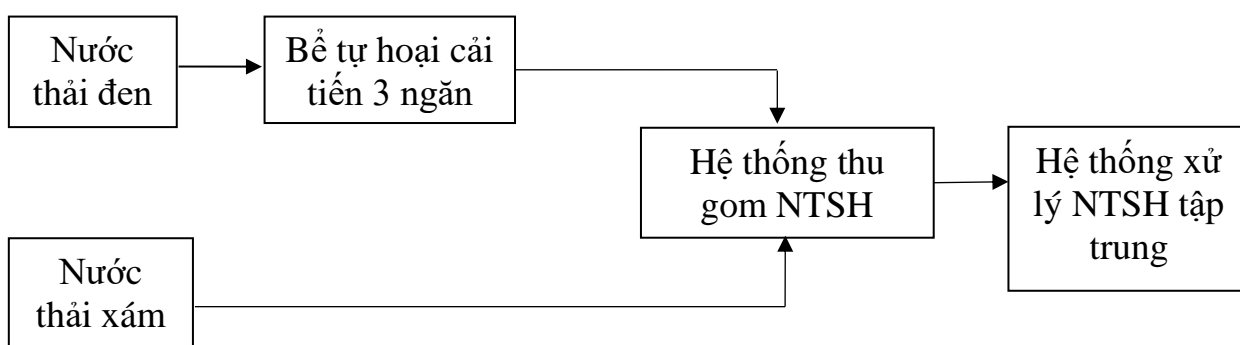 Nước
thải đen
Bể tự hoại cải
tiến 3 ngăn
Hệ thống thu
gom NTSH
Hệ thống xử
lý NTSH tập
trung
Nước
thải xám